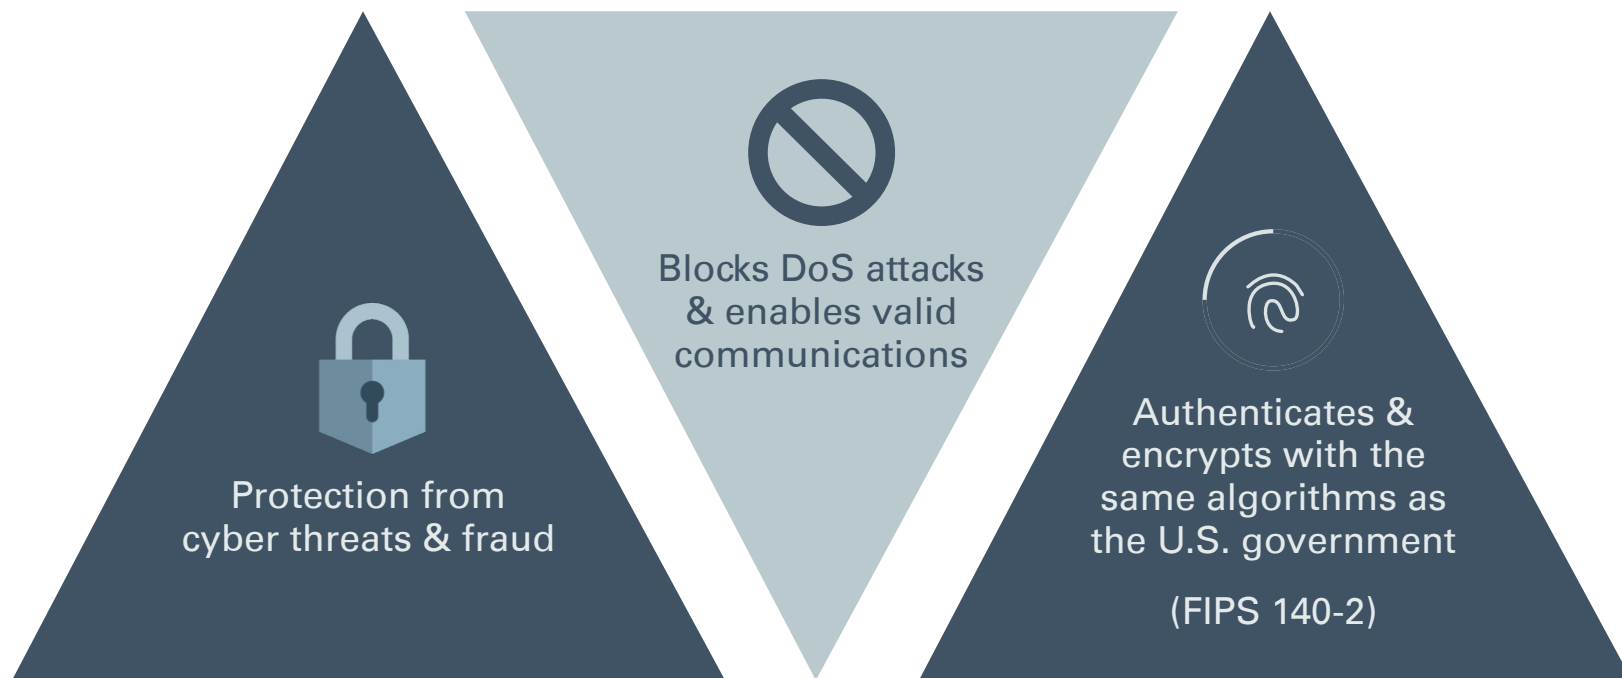 Protection from
cyber threats & fraud
Blocks DoS attacks
& enables valid
communications
Authenticates &
encrypts with the
same algorithms as
the U.S. government
(FIPS 140-2)